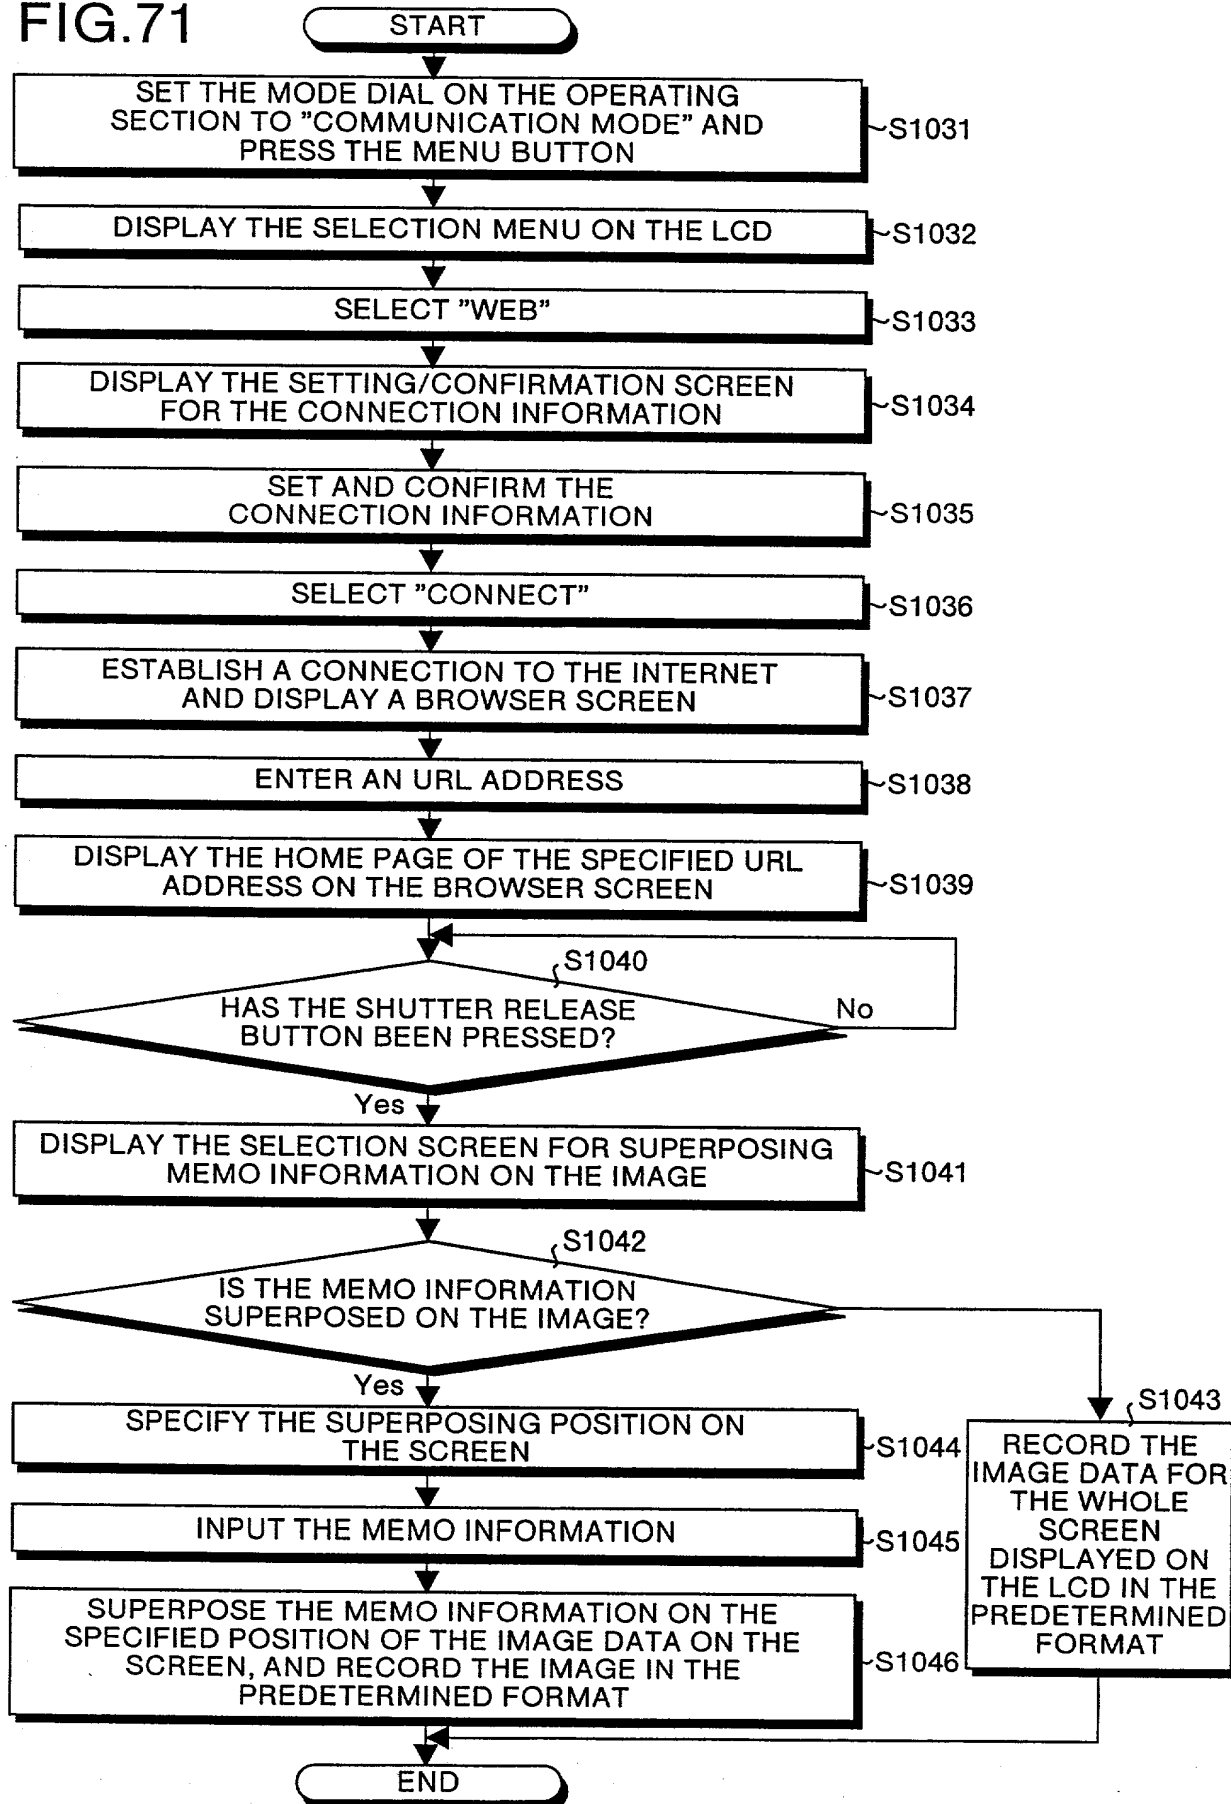 FIG.71
START
SET THE MODE DIAL ON THE OPERATING
SECTION TO "COMMUNICATION MODE" AND
PRESS THE MENU BUTTON
S1031
DISPLAY THE SELECTION MENU ON THE LCD
S1032
SELECT "WEB"
S1033
DISPLAY THE SETTING/CONFIRMATION SCREEN
FOR THE CONNECTION INFORMATION
S1034
SET AND CONFIRM THE
CONNECTION INFORMATION
S1035
SELECT "CONNECT"
S1036
ESTABLISH A CONNECTION TO THE INTERNET
AND DISPLAY A BROWSER SCREEN
S1037
ENTER AN URL ADDRESS
S1038
DISPLAY THE HOME PAGE OF THE SPECIFIED URL
ADDRESS ON THE BROWSER SCREEN
S1039
S1040
HAS THE SHUTTER RELEASE
BUTTON BEEN PRESSED?
No
Yes
DISPLAY THE SELECTION SCREEN FOR SUPERPOSING
MEMO INFORMATION ON THE IMAGE
S1041
S1042
IS THE MEMO INFORMATION
SUPERPOSED ON THE IMAGE?
Yes
SPECIFY THE SUPERPOSING POSITION ON
THE SCREEN
S1044
INPUT THE MEMO INFORMATION
S1045
SUPERPOSE THE MEMO INFORMATION ON THE
SPECIFIED POSITION OF THE IMAGE DATA ON THE
SCREEN, AND RECORD THE IMAGE IN THE
PREDETERMINED FORMAT
S1046
S1043
RECORD THE
IMAGE DATA FOR
THE WHOLE
SCREEN
DISPLAYED ON
THE LCD IN THE
PREDETERMINED
FORMAT
END